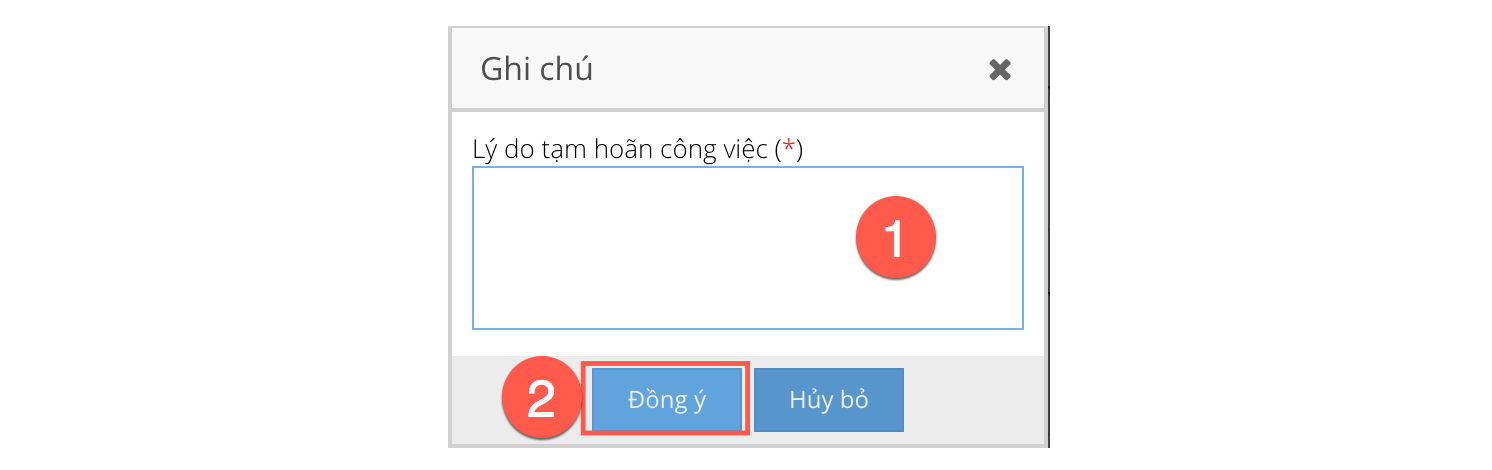 Ghi chú
Lý do tạm hoãn công việc (*)
1
2 Đồng ý Hủy bỏ